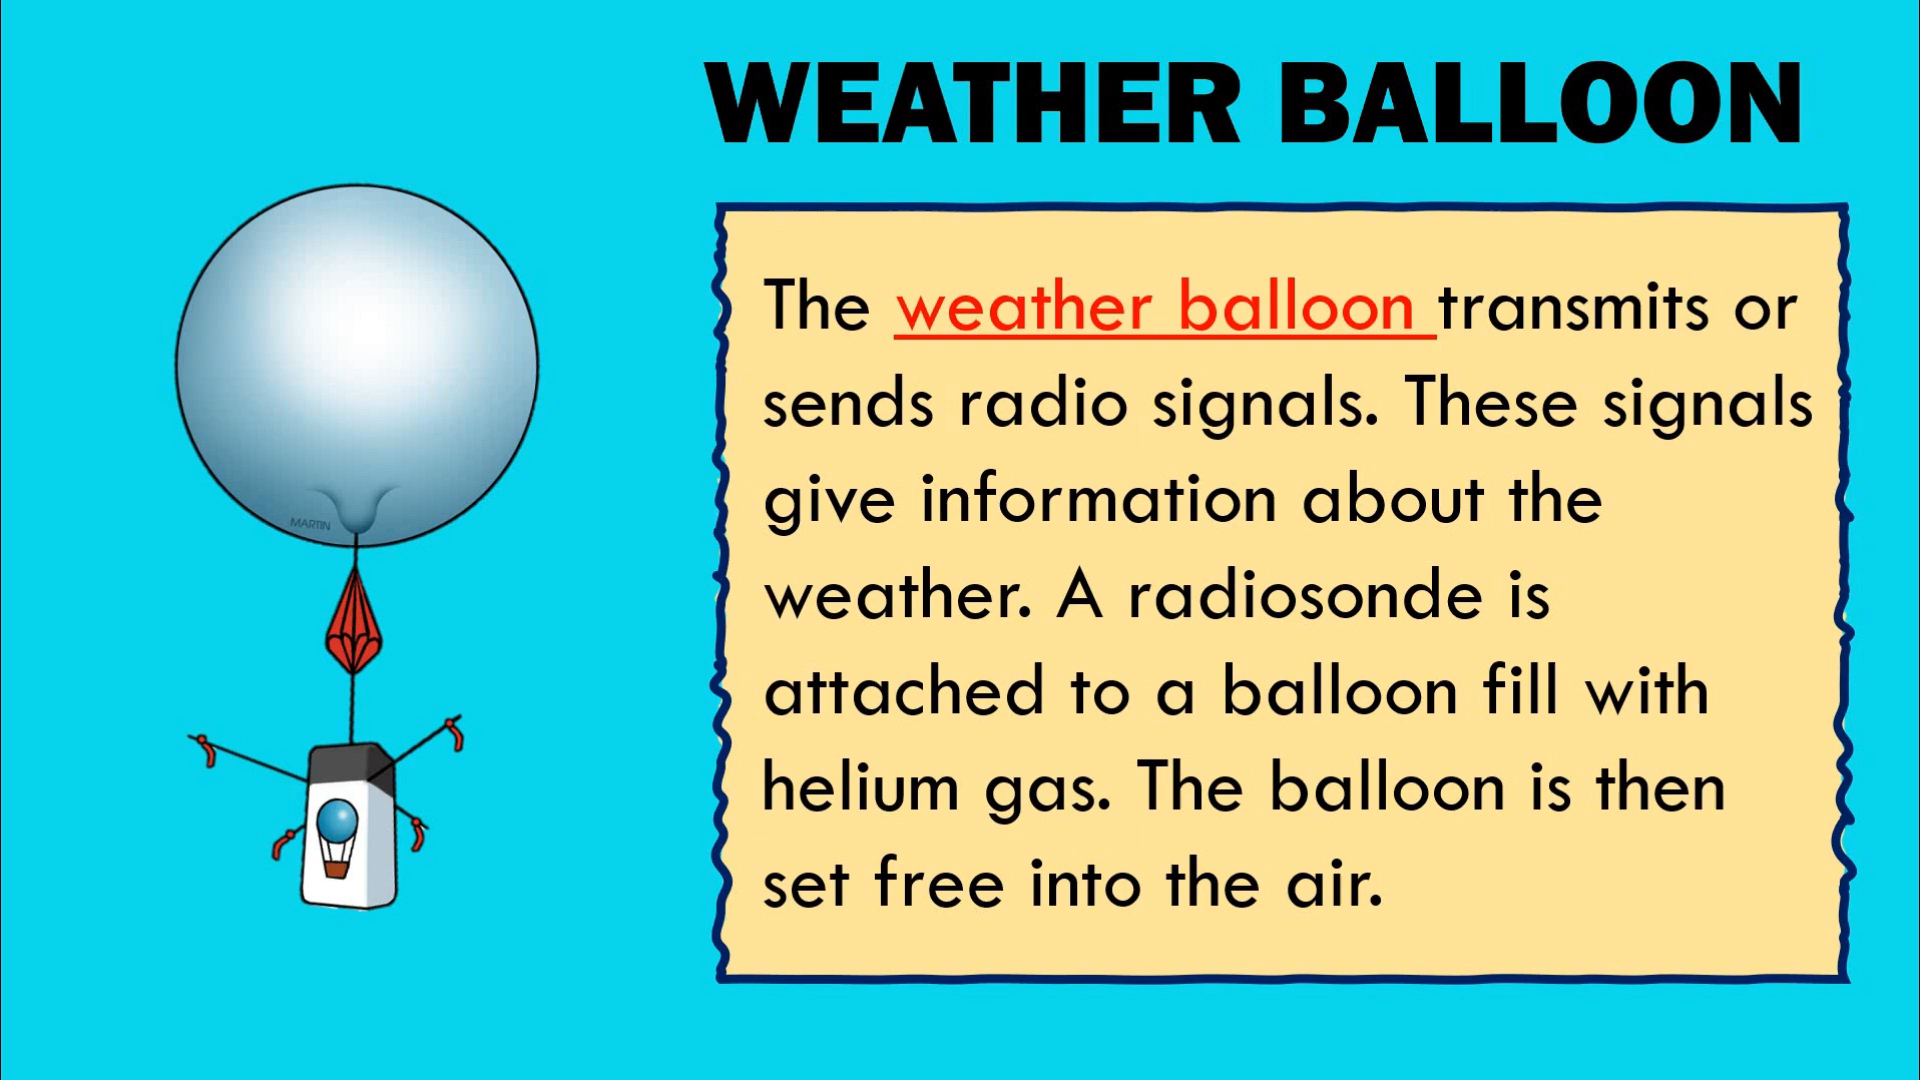 WEATHER BALLOON
The weather balloon transmits or
sends radio signals. These signals
give information about the
weather. A radiosonde is
attached to a balloon fill with
helium gas. The balloon is then
set free into the air.
MARTIN